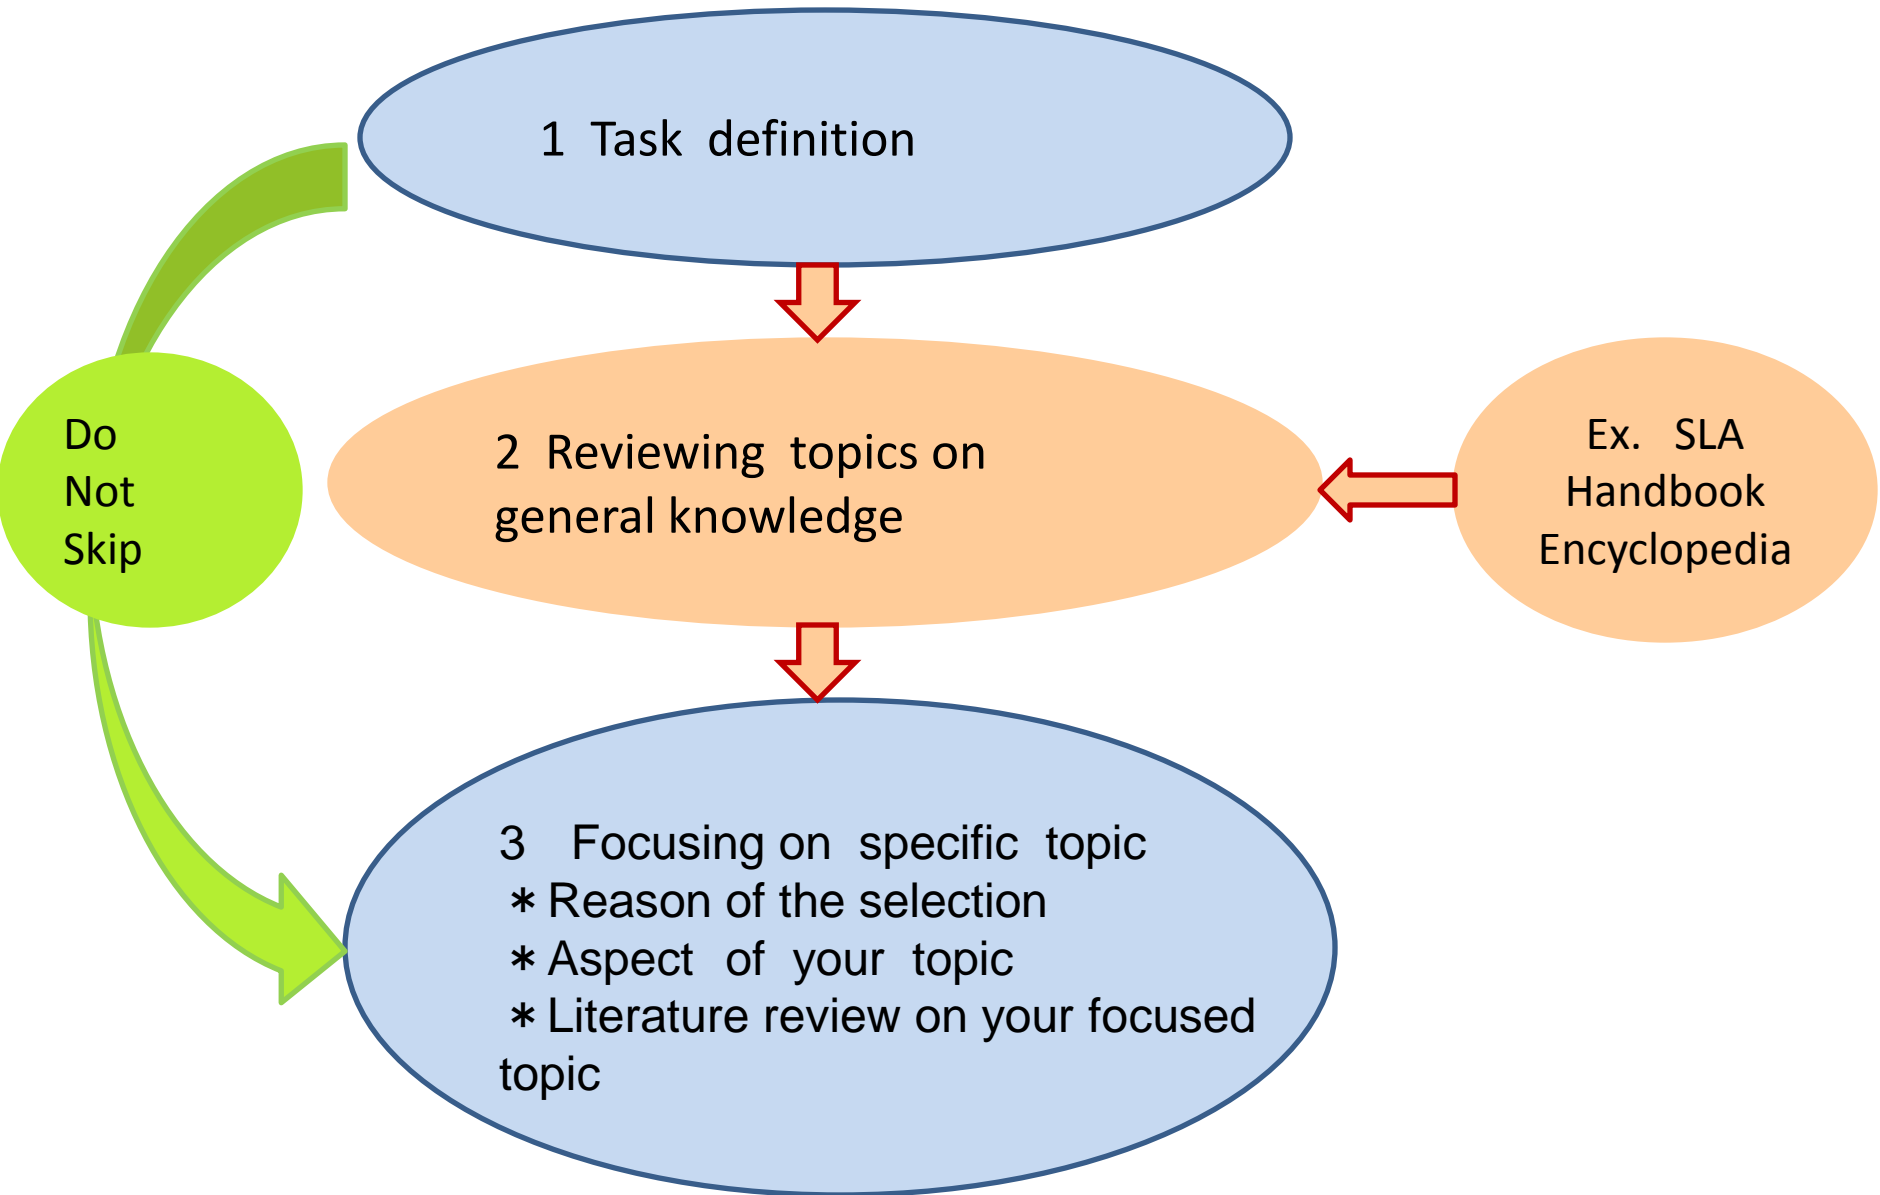 1 Task definition
Do
Not
Skip
2 Reviewing topics on
general knowledge
Ex. SLA
Handbook
Encyclopedia
3 Focusing on specific topic
＊Reason of the selection
＊Aspect of your topic
＊Literature review on your focused
topic